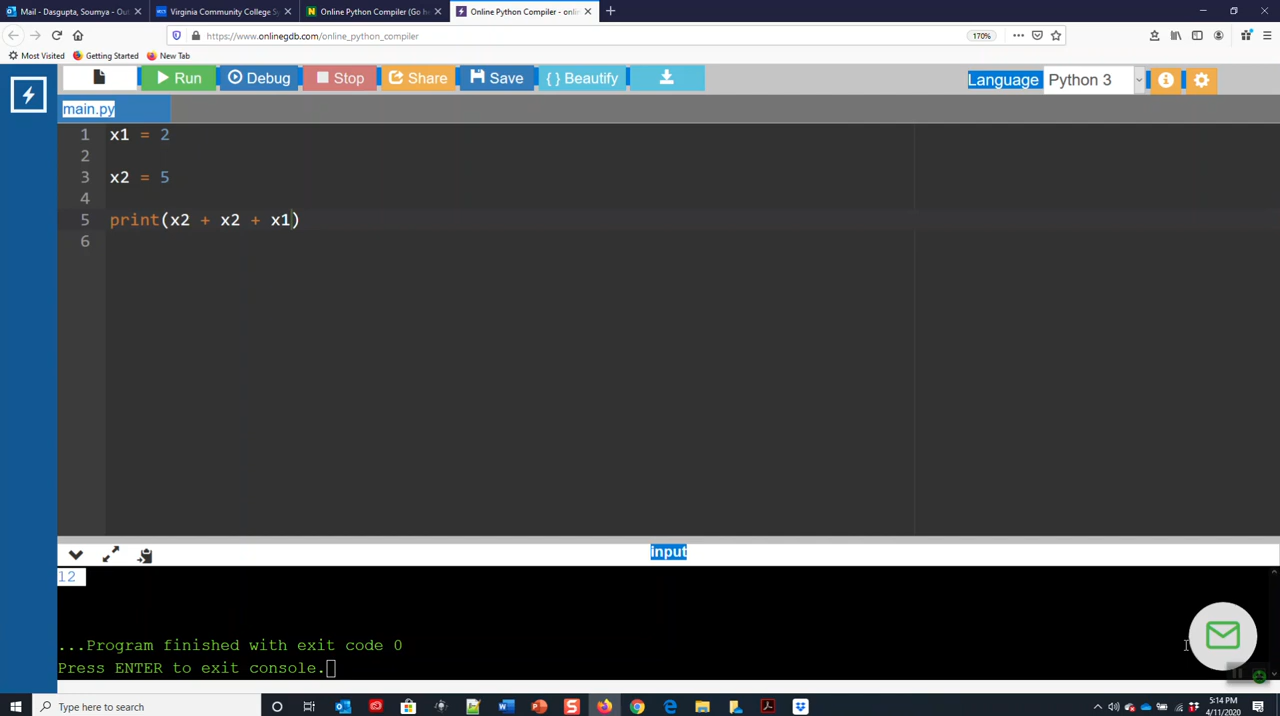 Mail - Dasgupta, Soumya - Out
Virginia Community College Sy
Online Python Compiler (Go he
Online Python Compiler - onlin
https://www.onlinegdb.com/online_python_compiler
170%
Most Visited
Getting Started
New Tab
Run
Debug
Stop
Share
Save
{ } Beautify
Language
Python 3
main.py
1 x1 = 2
2
3 x2 = 5
4
5 print(x2 + x2 + x1)
6
input
12
...Program finished with exit code 0
Press ENTER to exit console.
Type here to search
5:14 PM
4/11/2020